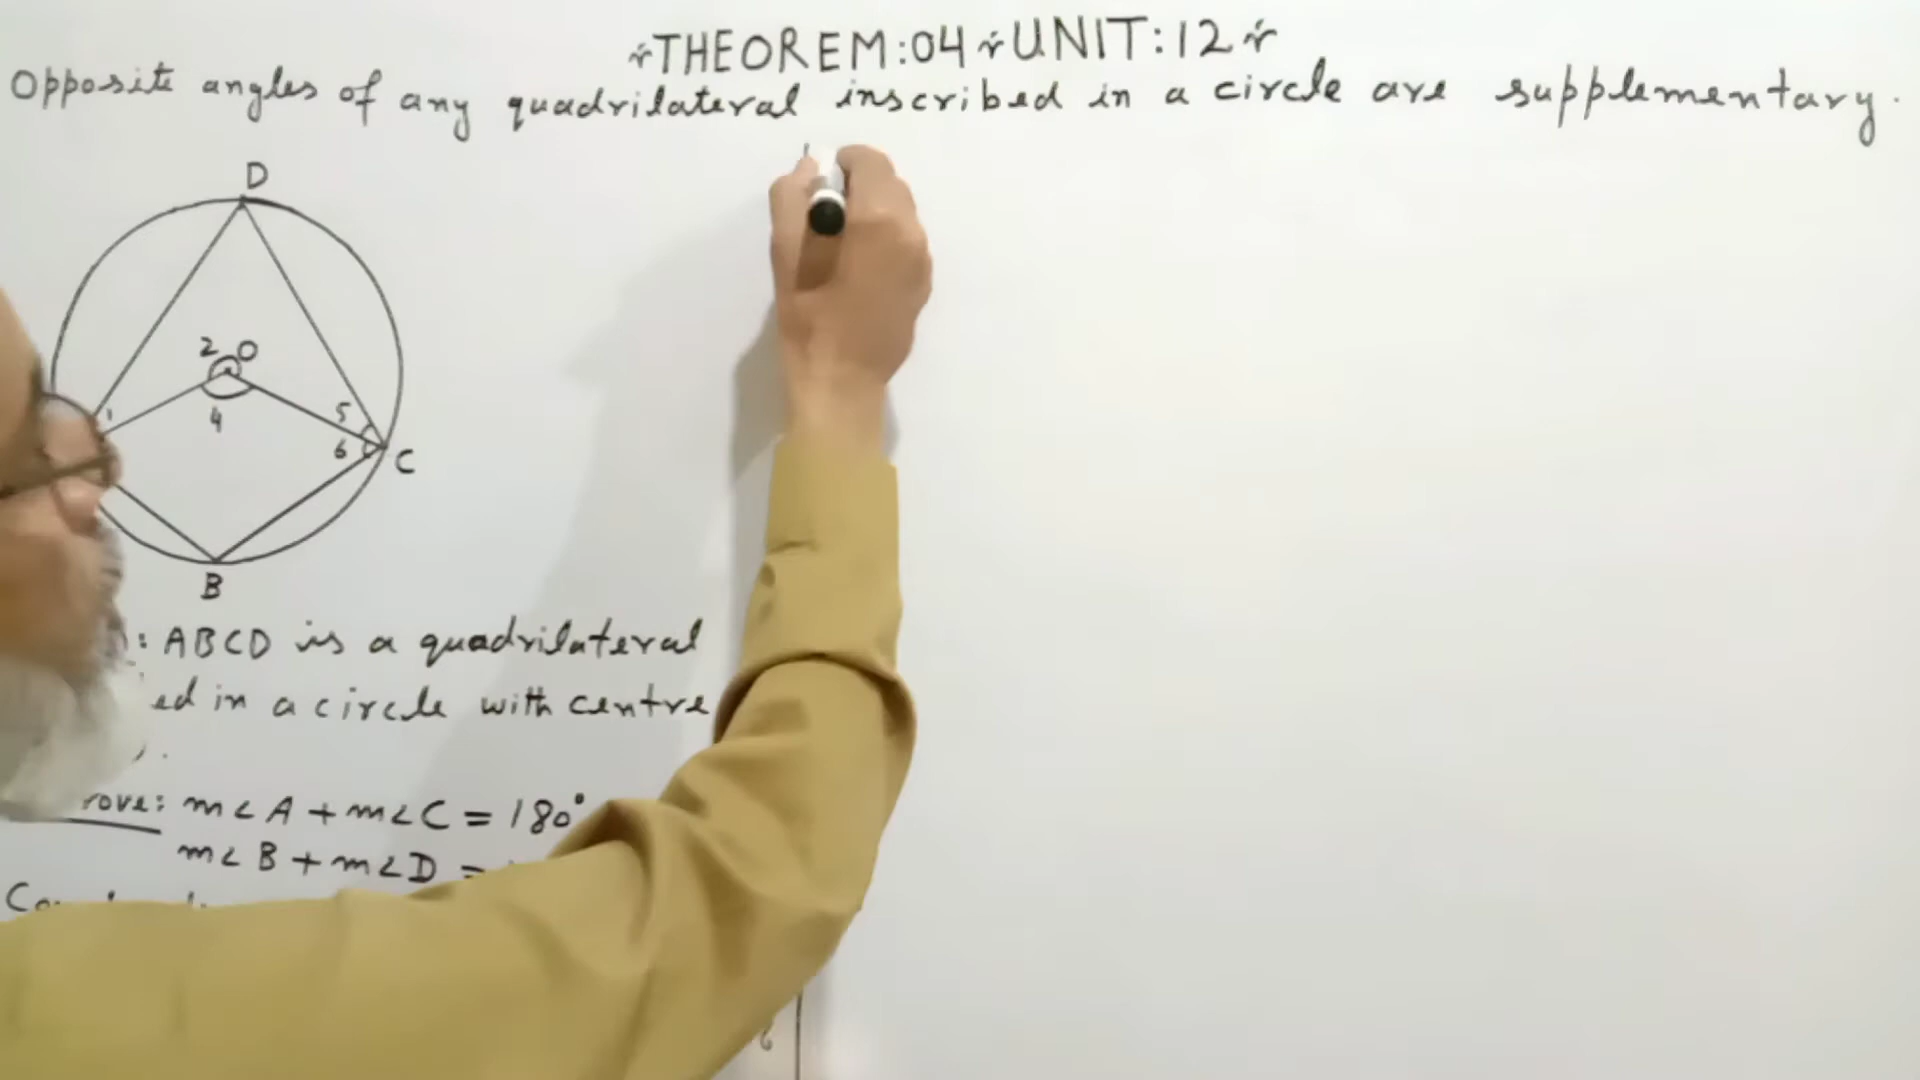 THEOREM:04 UNIT:12
Opposite angles of any quadrilateral inscribed in a circle are supplementary.
D
2 O
4
5
6
C
B
: ABCD is a quadrilateral
ed in a circle with centre
rove: m∠A + m∠C = 180°
m∠B + m∠D =